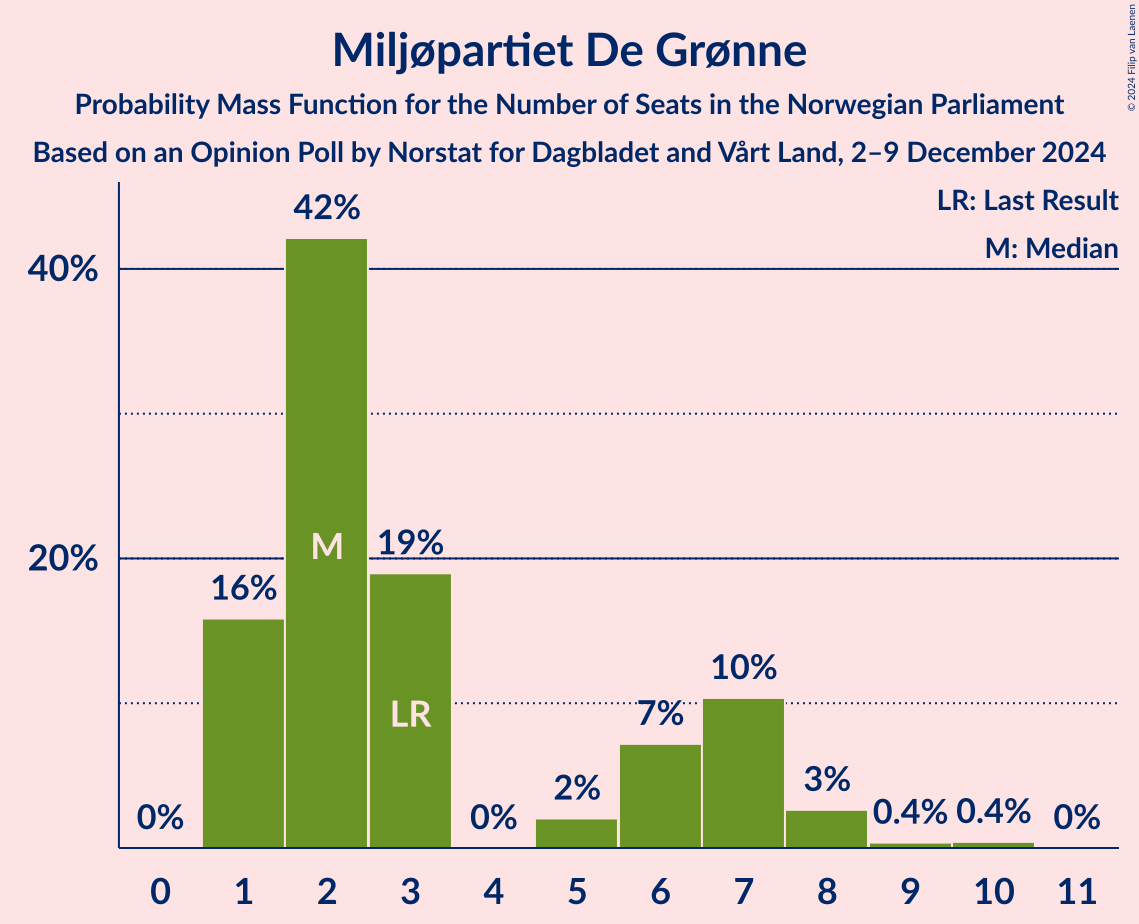 Miljøpartiet De Grønne
Probability Mass Function for the Number of Seats in the Norwegian Parliament
Based on an Opinion Poll by Norstat for Dagbladet and Vårt Land, 2–9 December 2024
© 2024 Filip van Laenen
LR: Last Result
M: Median
40%
20%
0%
16%
42%
M
19%
LR
0%
2%
7%
10%
3%
0.4%
0.4%
0%
0 1 2 3 4 5 6 7 8 9 10 11